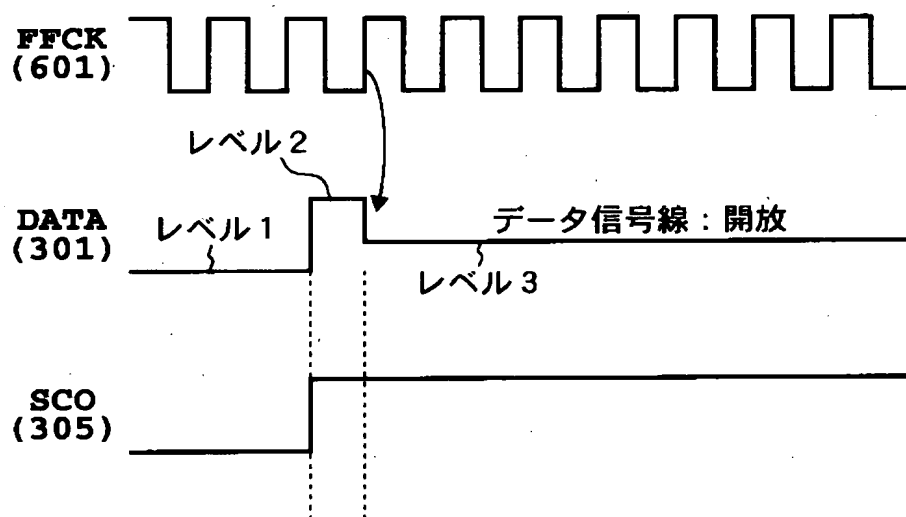 FFCK
(601)
レベル2
DATA
(301)
レベル1
データ信号線：開放
レベル3
SCO
(305)